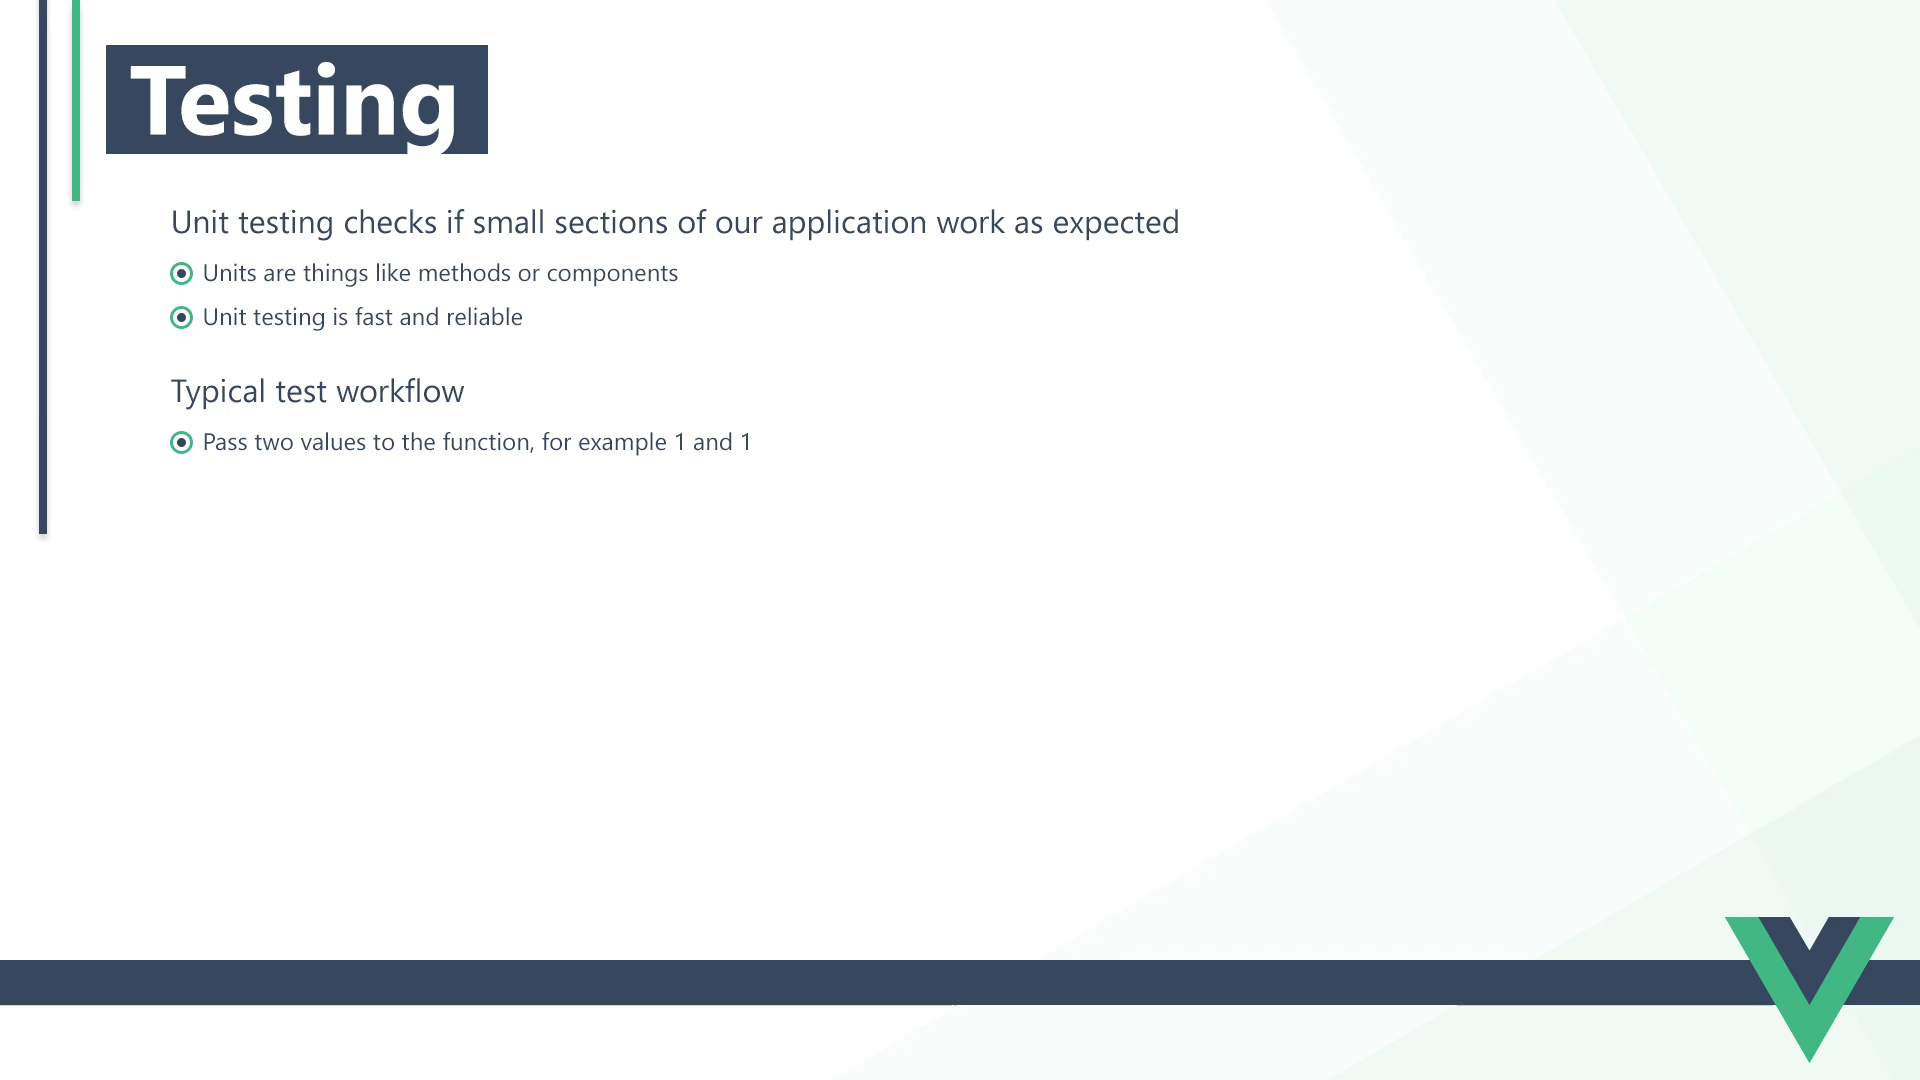 Testing
Unit testing checks if small sections of our application work as expected
Units are things like methods or components
Unit testing is fast and reliable
Typical test workflow
Pass two values to the function, for example 1 and 1